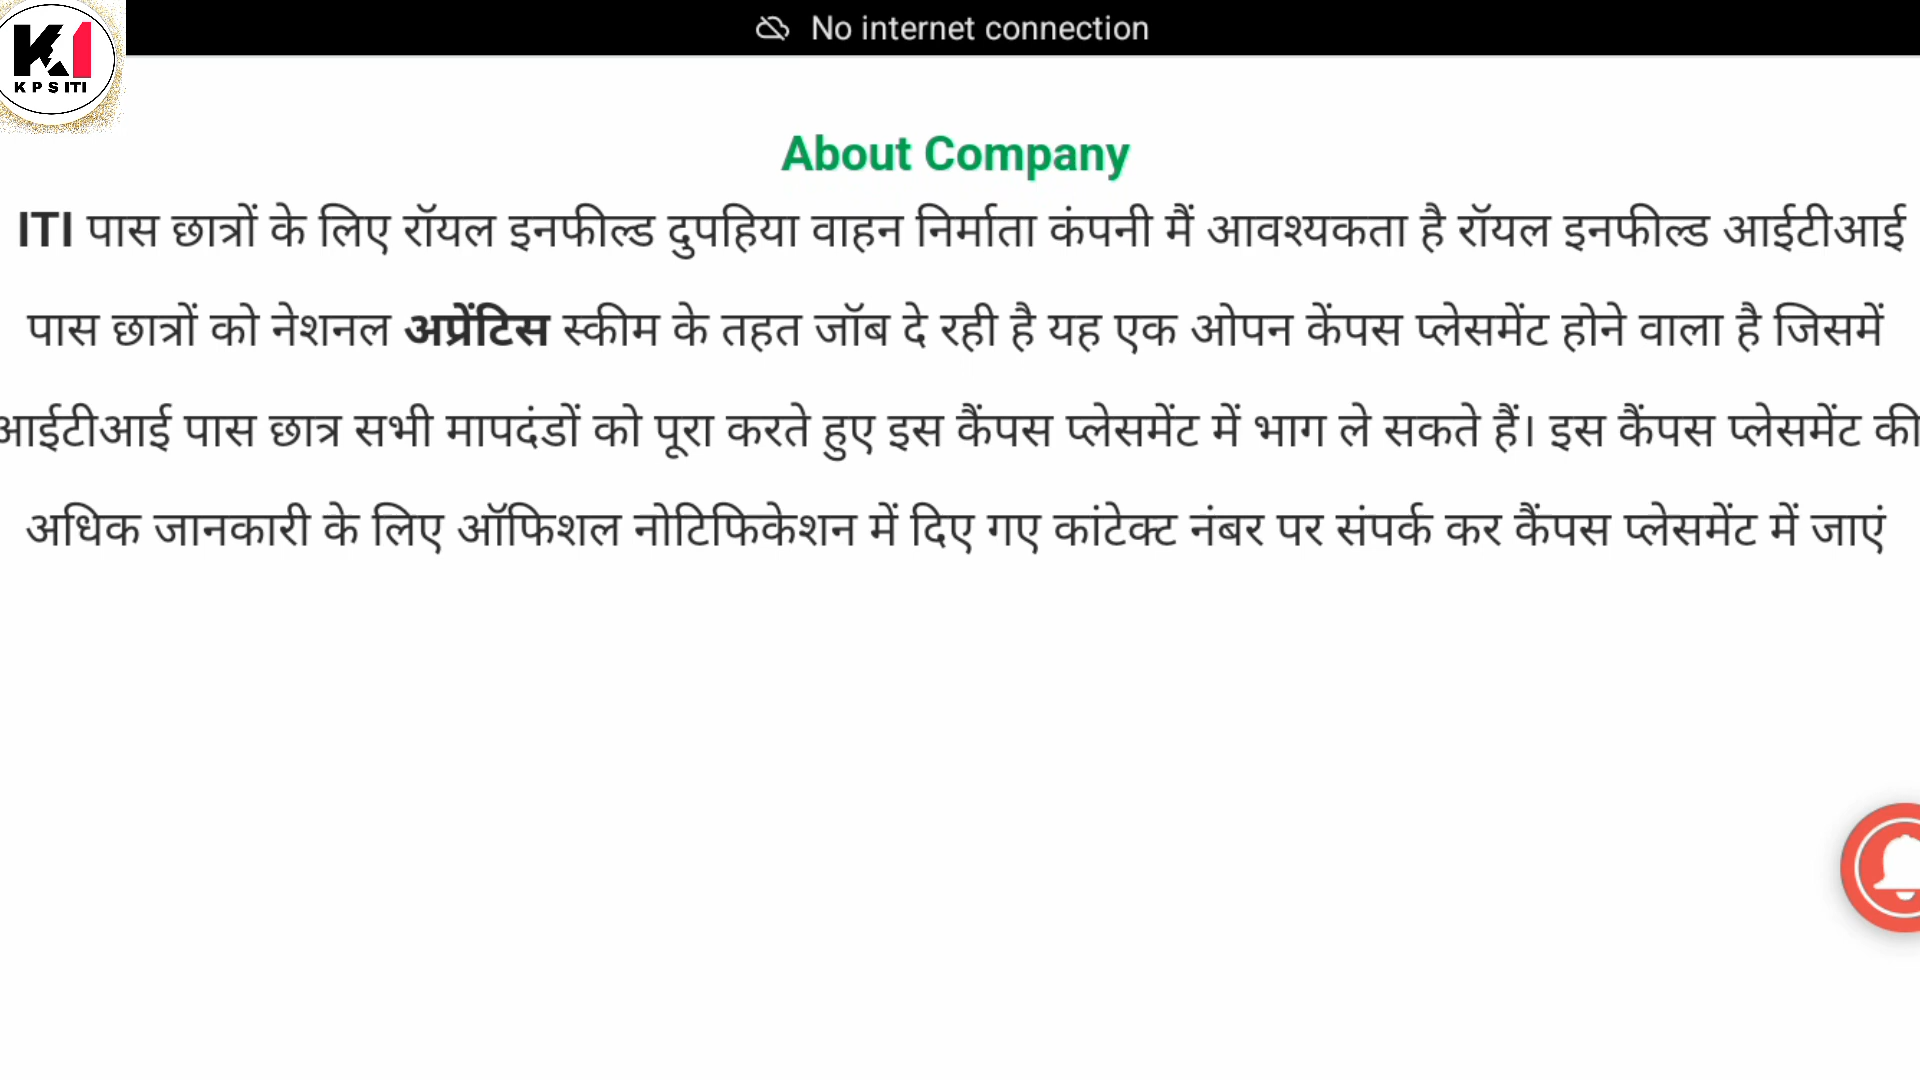 No internet connection
K1
KPS ITI
About Company
ITI पास छात्रों के लिए रॉयल इनफील्ड दुपहिया वाहन निर्माता कंपनी मैं आवश्यकता है रॉयल इनफील्ड आईटीआई
पास छात्रों को नेशनल अप्रेंटिस स्कीम के तहत जॉब दे रही है यह एक ओपन केंपस प्लेसमेंट होने वाला है जिसमें
आईटीआई पास छात्र सभी मापदंडों को पूरा करते हुए इस कैंपस प्लेसमेंट में भाग ले सकते हैं। इस कैंपस प्लेसमेंट की
अधिक जानकारी के लिए ऑफिशल नोटिफिकेशन में दिए गए कांटेक्ट नंबर पर संपर्क कर कैंपस प्लेसमेंट में जाएं